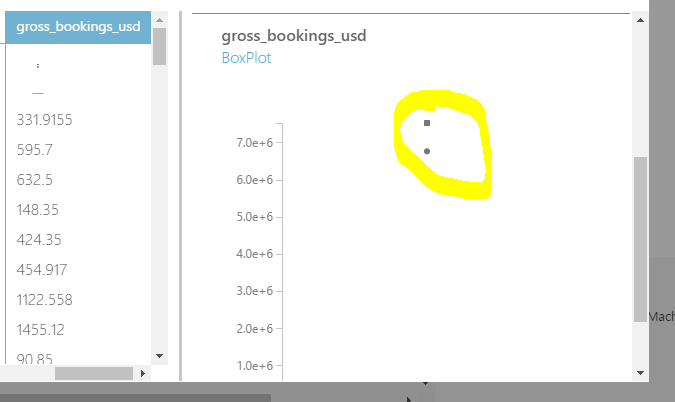 gross_bookings_usd
331.9155
595.7
632.5
148.35
424.35
454.917
1122.558
1455.12
90.85
gross_bookings_usd
BoxPlot
7.0e+6
6.0e+6
5.0e+6
4.0e+6
3.0e+6
2.0e+6
1.0e+6
Mach